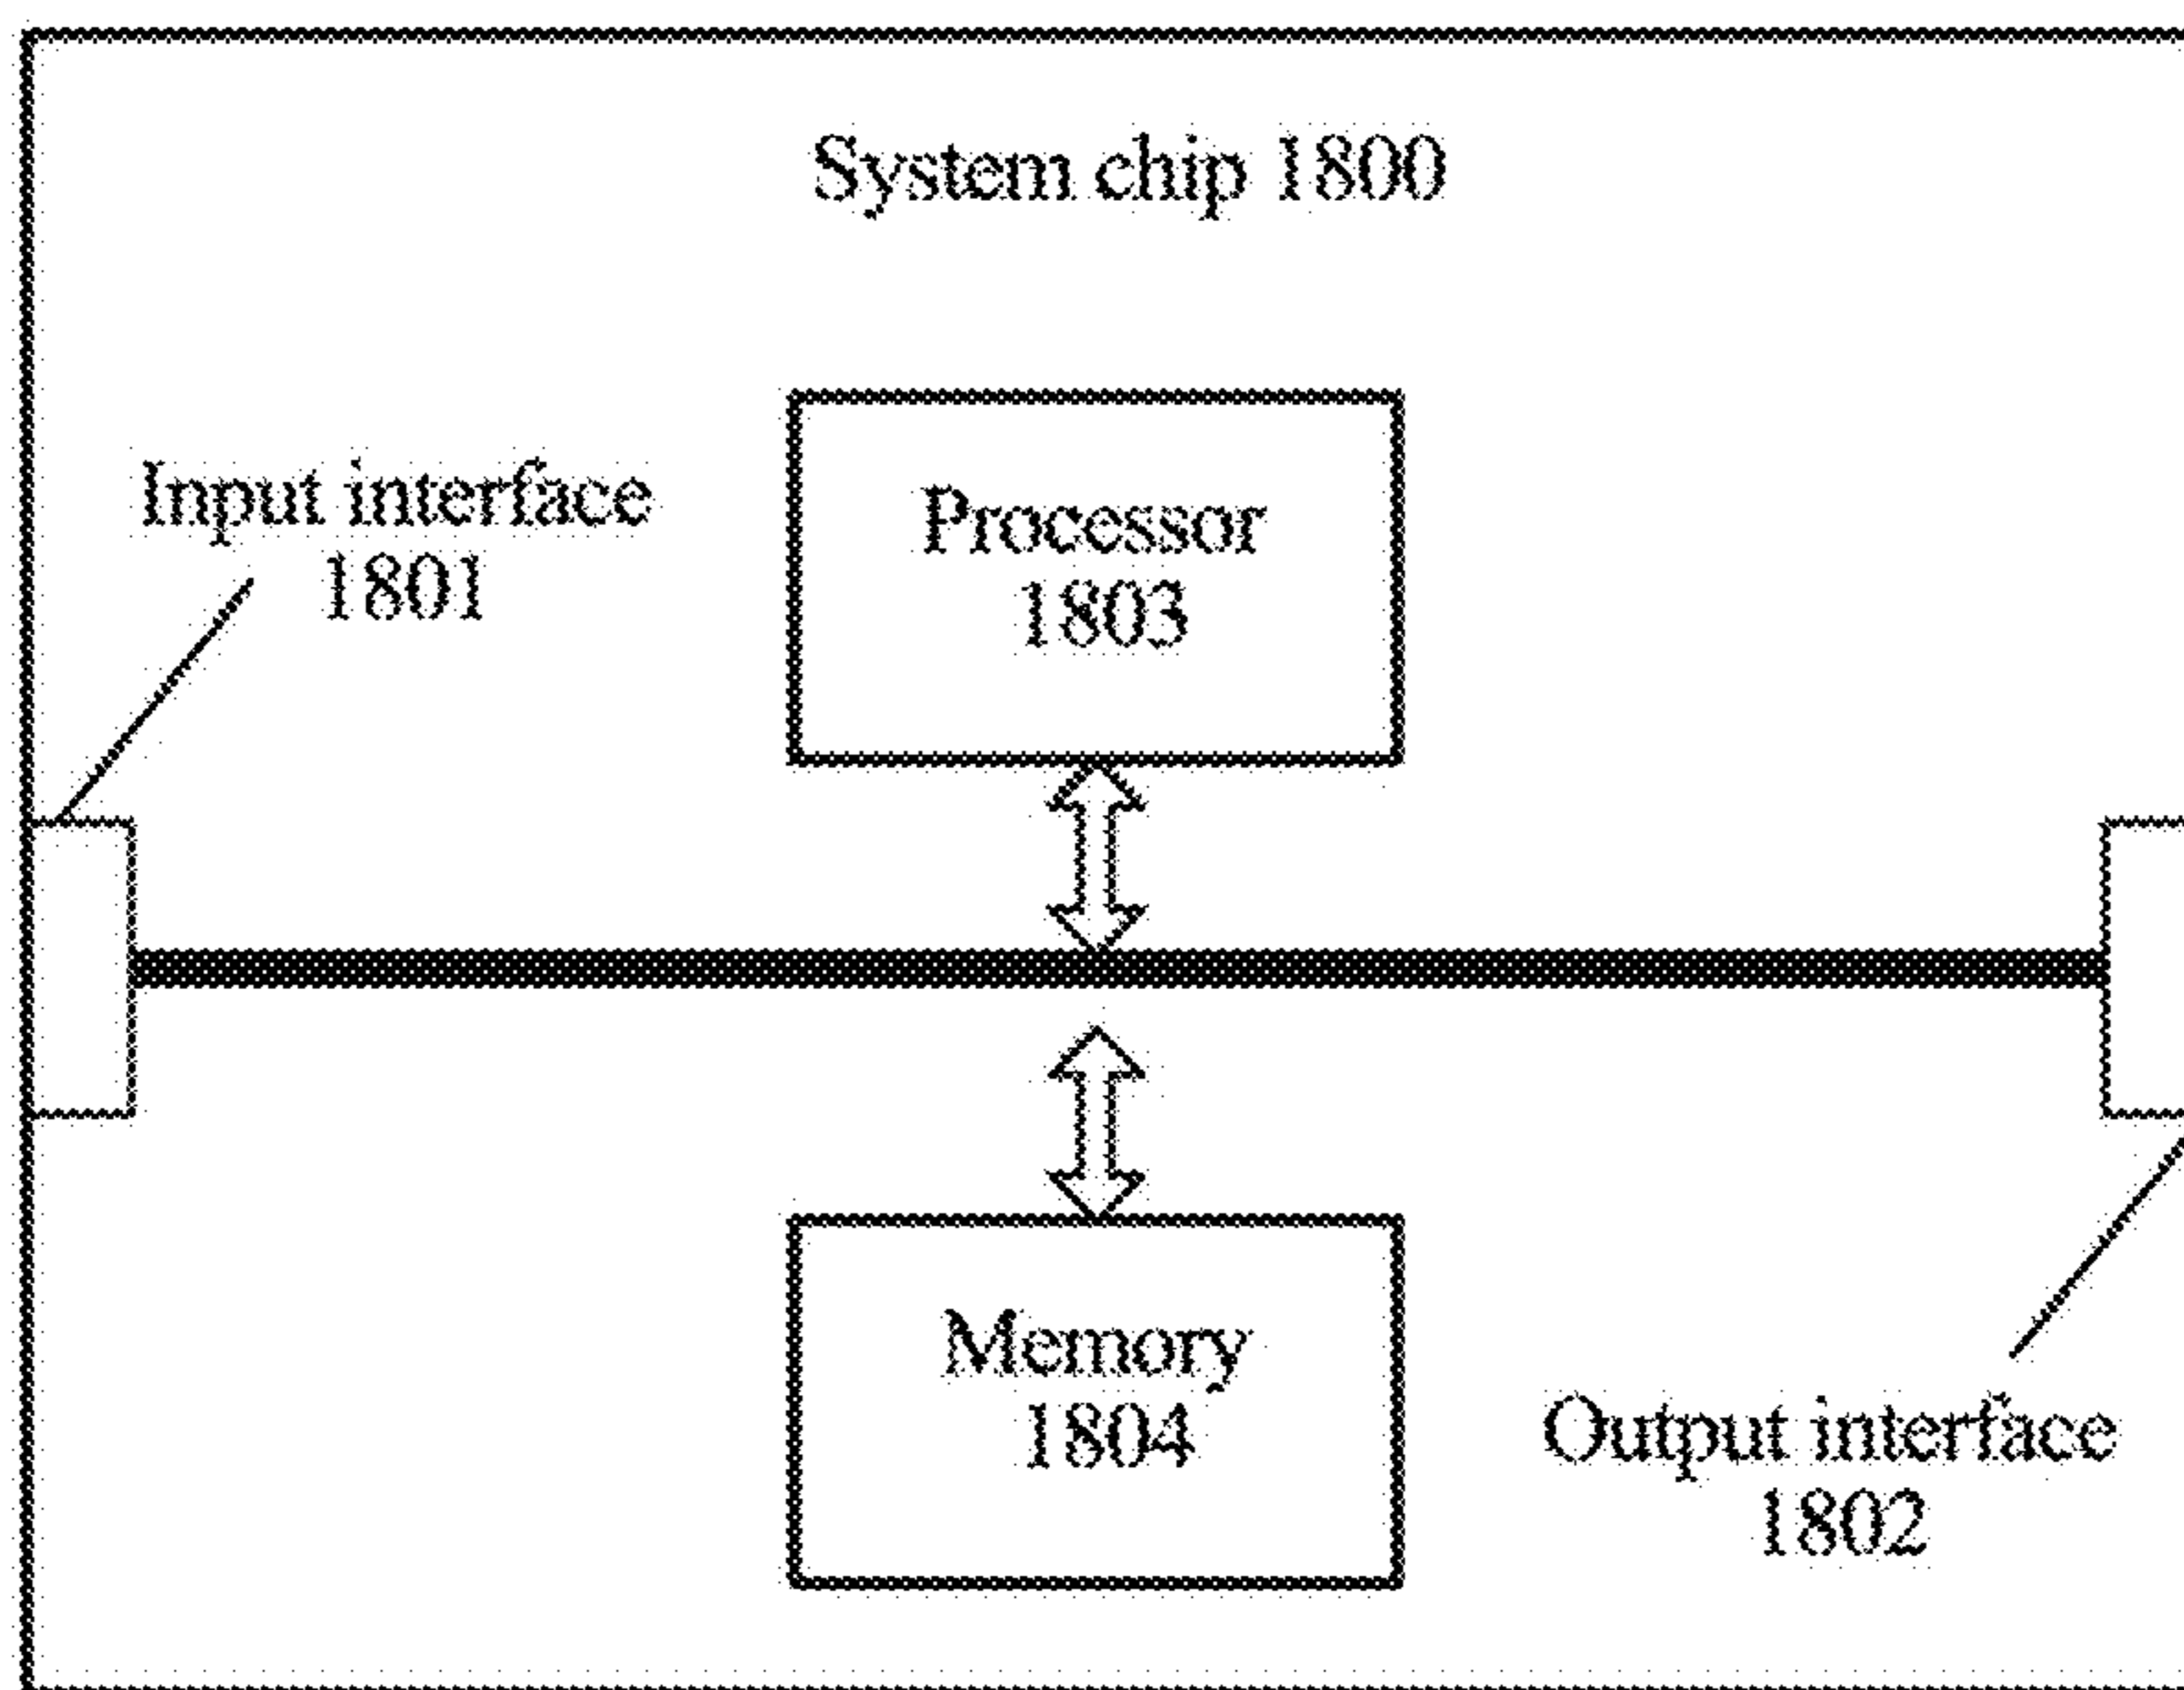 System chip 1800
Input interface
1801
Processor
1803
Memory
1804
Output interface
1802